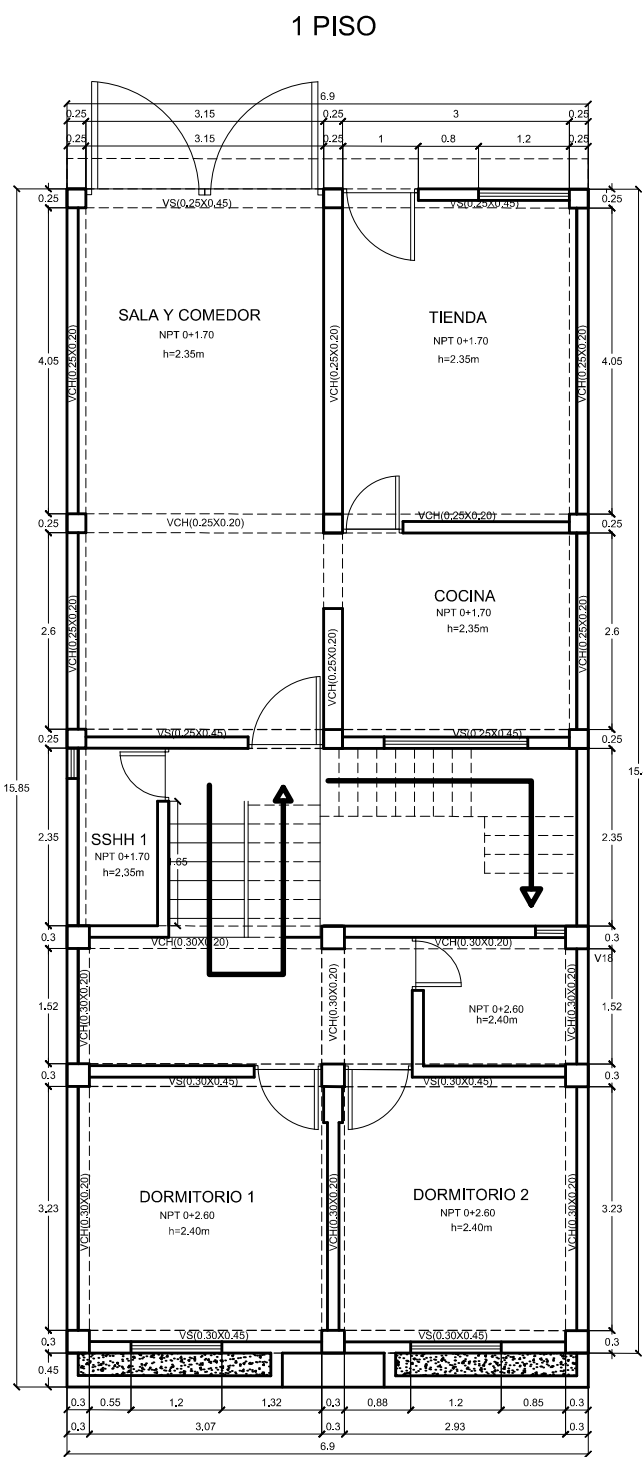 1 PISO
6.9
0.25 3.15 0.25 3 0.25
0.25 3.15 0.25 1 0.8 1.2 0.25
0.25 VS(0.25X0.45) VS(0.25X0.45) 0.25
SALA Y COMEDOR
NPT 0+1.70
h=2.35m
TIENDA
NPT 0+1.70
h=2.35m
4.05 VCH(0.25X0.20) VCH(0.25X0.20) VCH(0.25X0.20) 4.05
0.25 VCH(0.25X0.20) VCH(0.25X0.20) 0.25
COCINA
NPT 0+1.70
h=2.35m
2.6 VCH(0.25X0.20) VCH(0.25X0.20) VCH(0.25X0.20) 2.6
0.25 VS(0.25X0.45) VS(0.25X0.45) 0.25
15.85 15.
2.35 2.35
SSHH 1
NPT 0+1.70
h=2.35m
.65
0.3 VCH(0.30X0.20) VCH(0.30X0.20) 0.3
V18
1.52 VCH(0.30X0.20) VCH(0.30X0.20) VCH(0.30X0.20) 1.52
NPT 0+2.60
h=2.40m
0.3 VS(0.30X0.45) VS(0.30X0.45) 0.3
DORMITORIO 1
NPT 0+2.60
h=2.40m
DORMITORIO 2
NPT 0+2.60
h=2.40m
3.23 VCH(0.30X0.20) VCH(0.30X0.20) 3.23
0.3 VS(0.30X0.45) VS(0.30X0.45) 0.3
0.45
0.3 0.55 1.2 1.32 0.3 0.88 1.2 0.85 0.3
0.3 3.07 0.3 2.93 0.3
6.9